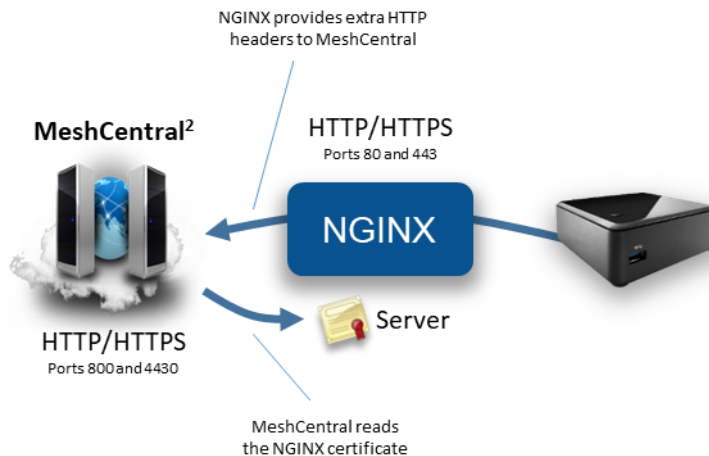 NGINX provides extra HTTP
headers to MeshCentral
MeshCentral²
HTTP/HTTPS
Ports 80 and 443
NGINX
Server
HTTP/HTTPS
Ports 800 and 4430
MeshCentral reads
the NGINX certificate